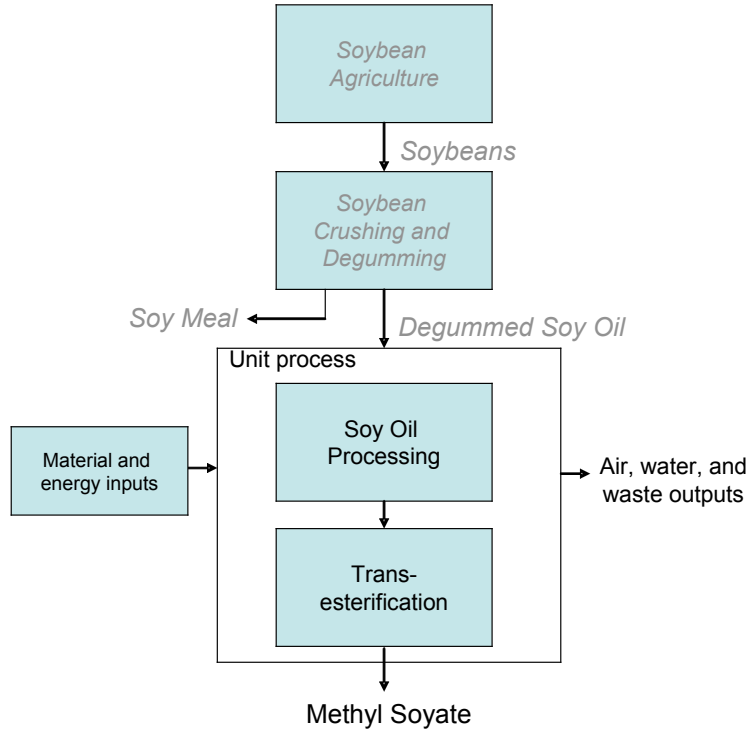 Soybean
Agriculture
Soybeans
Soybean
Crushing and
Degumming
Soy Meal
Degummed Soy Oil
Unit process
Soy Oil
Processing
Material and
energy inputs
Air, water, and
waste outputs
Trans-
esterification
Methyl Soyate